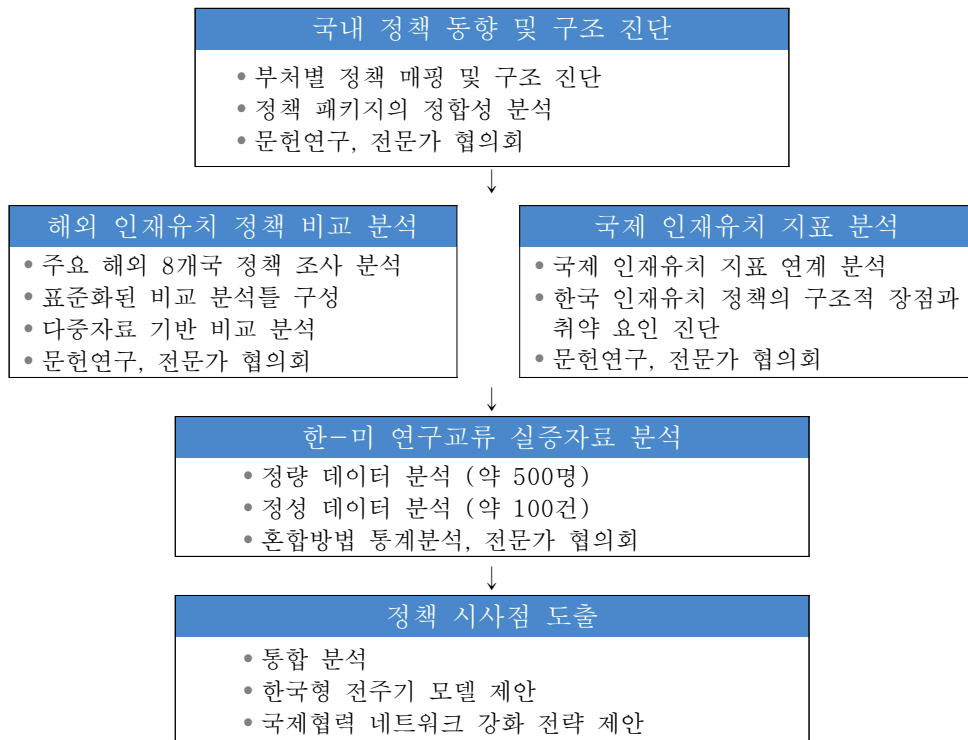 국내 정책 동향 및 구조 진단
• 부처별 정책 매핑 및 구조 진단
• 정책 패키지의 정합성 분석
• 문헌연구, 전문가 협의회
↓
해외 인재유치 정책 비교 분석
• 주요 해외 8개국 정책 조사 분석
• 표준화된 비교 분석틀 구성
• 다중자료 기반 비교 분석
• 문헌연구, 전문가 협의회
국제 인재유치 지표 분석
• 국제 인재유치 지표 연계 분석
• 한국 인재유치 정책의 구조적 장점과
취약 요인 진단
• 문헌연구, 전문가 협의회
↓
한-미 연구교류 실증자료 분석
• 정량 데이터 분석 (약 500명)
• 정성 데이터 분석 (약 100건)
• 혼합방법 통계분석, 전문가 협의회
↓
정책 시사점 도출
• 통합 분석
• 한국형 전주기 모델 제안
• 국제협력 네트워크 강화 전략 제안